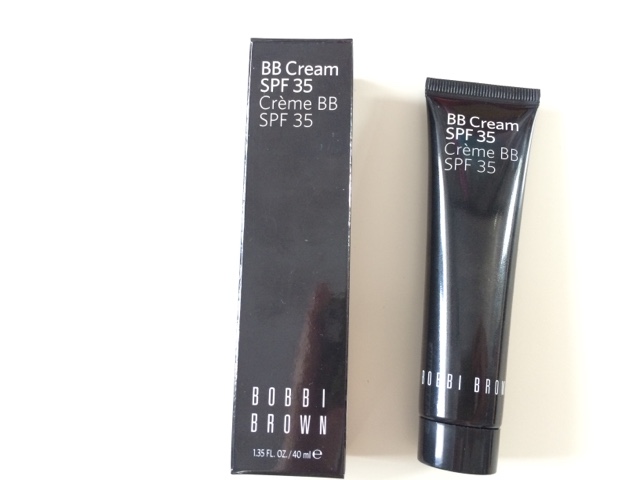 BB Cream
SPF 35
Crème BB
SPF 35
BOBBI
BROWN
1.35 FL. OZ./40 ml ℮
BB Cream
SPF 35
Crème BB
SPF 35
BOBBI BROWN